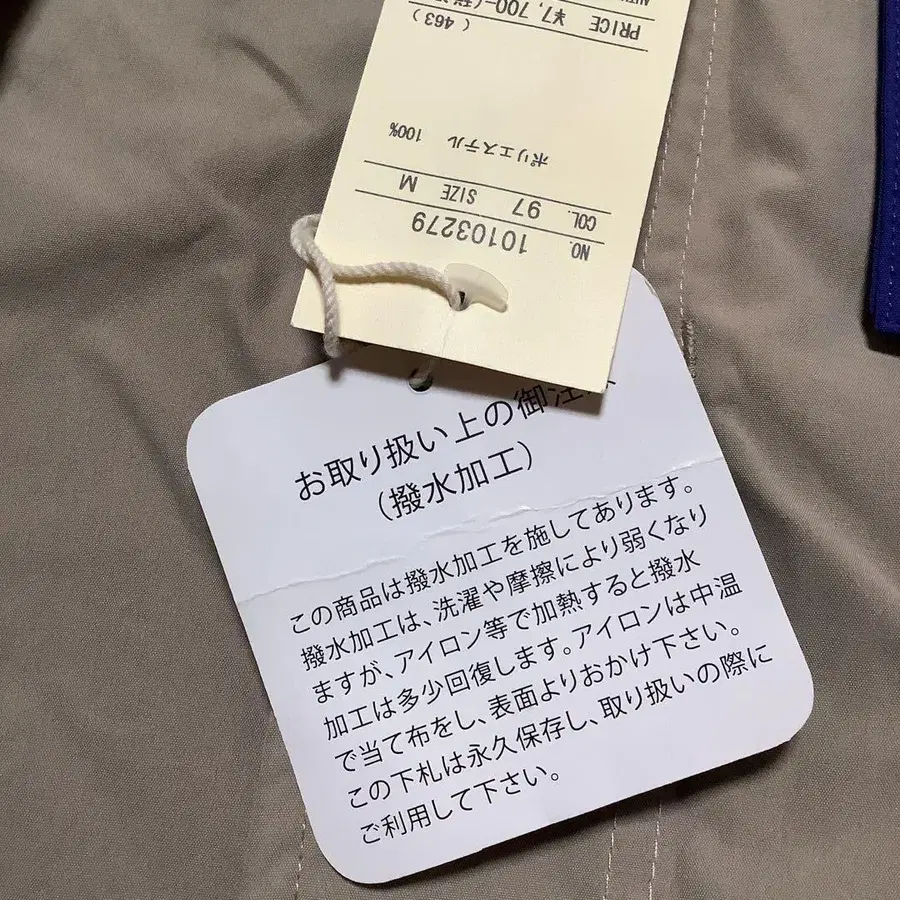 NO. 10103279
COL. 97 SIZE M
ポリエステル 100%
(463)
PRICE ¥7,700-(税
お取り扱い上の御注
(撥水加工)
この商品は撥水加工を施してあります。
撥水加工は、洗濯や摩擦により弱くなり
ますが、アイロン等で加熱すると撥水
加工は多少回復します。アイロンは中温
で当て布をし、表面よりおかけ下さい。
この下札は永久保存し、取り扱いの際に
ご利用して下さい。